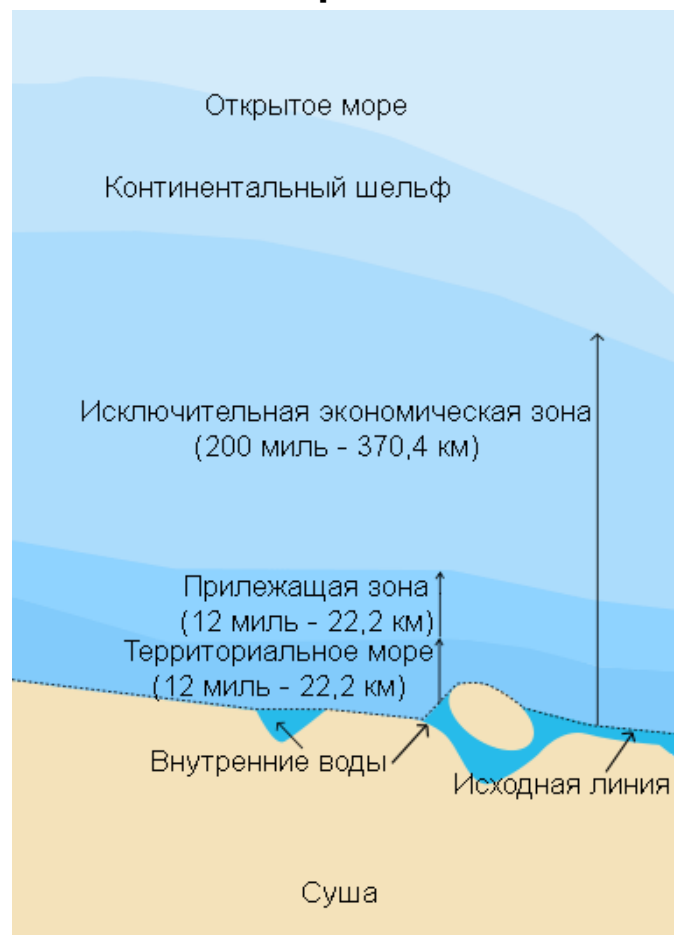 Открытое море
Континентальный шельф
Исключительная экономическая зона
(200 миль - 370,4 км)
Прилежащая зона
(12 миль - 22,2 км)
Территориальное море
(12 миль - 22,2 км)
Внутренние воды
Исходная линия
Суша